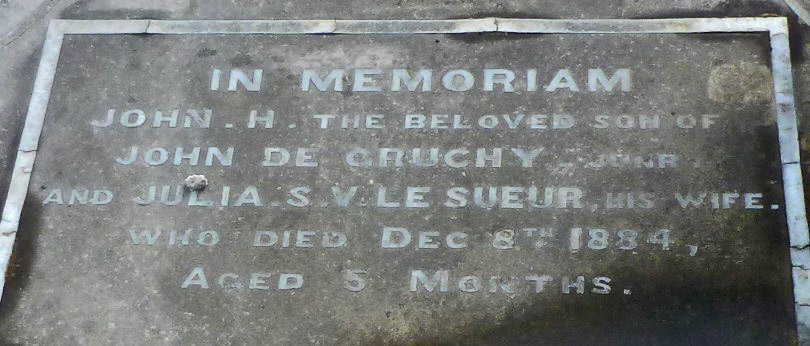 IN MEMORIAM
JOHN. H. THE BELOVED SON OF
JOHN DE GRUCHY JUNR.
AND JULIA. S. V. LE SUEUR, HIS WIFE.
WHO DIED DEC 8TH 1884,
AGED 5 MONTHS.